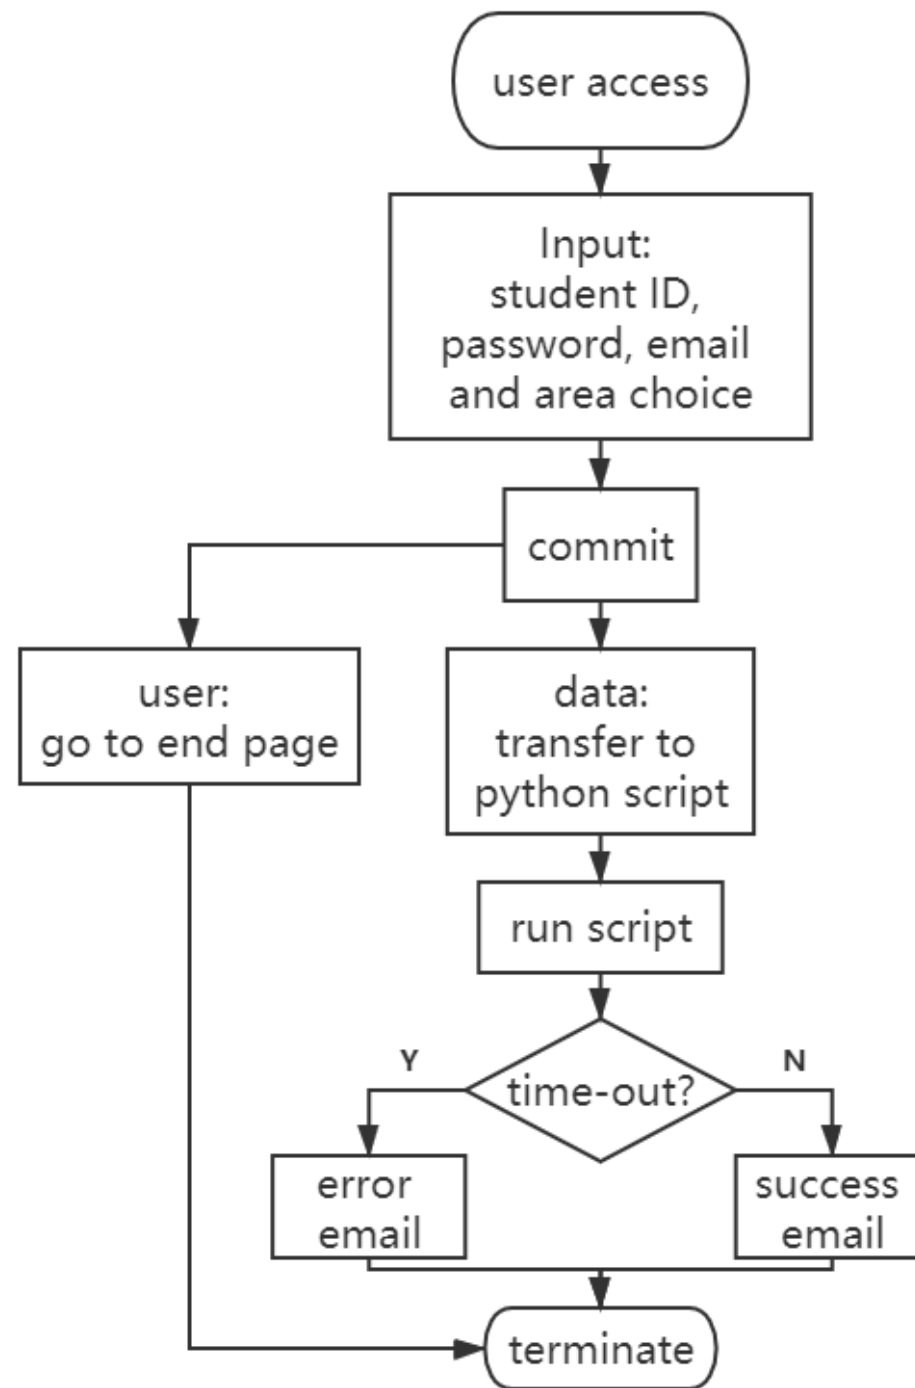 user access
Input:
student ID,
password, email
and area choice
commit
user:
go to end page
data:
transfer to
python script
run script
time-out?
Y
N
error
email
success
email
terminate